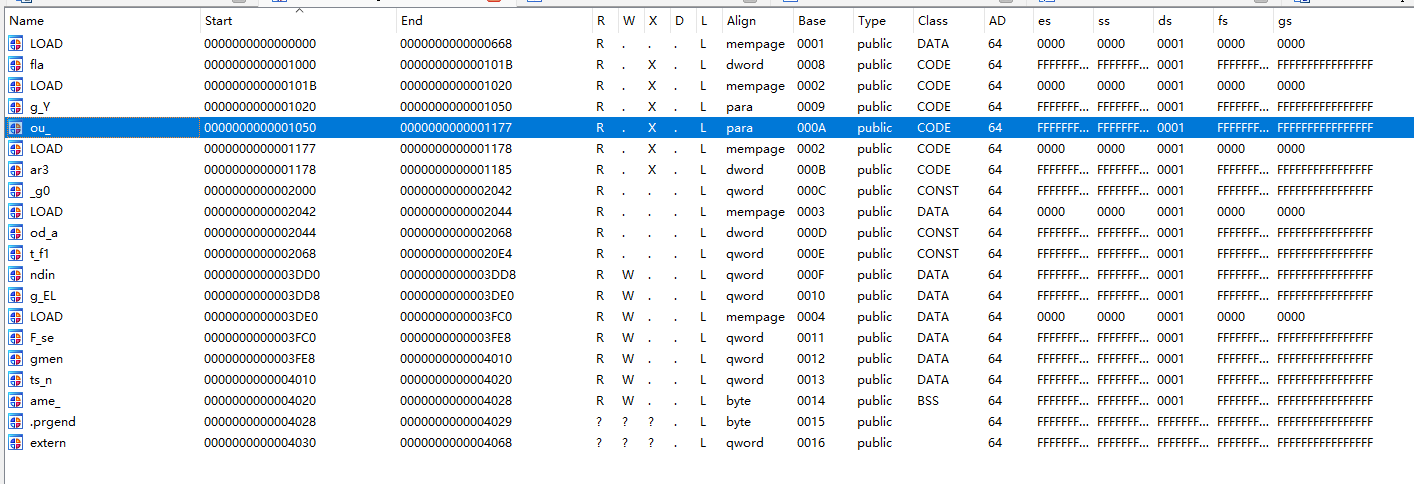 Name Start End R W X D L Align Base Type Class AD es ss ds fs gs
LOAD 0000000000000000 0000000000000668 R . . . L mempage 0001 public DATA 64 0000 0000 0001 0000 0000
fla 0000000000001000 000000000000101B R . X . L dword 0008 public CODE 64 FFFFFFF... FFFFFFF... 0001 FFFFFFF... FFFFFFFFFFFFFFFF
LOAD 000000000000101B 0000000000001020 R . X . L mempage 0002 public CODE 64 0000 0000 0001 0000 0000
g_Y 0000000000001020 0000000000001050 R . X . L para 0009 public CODE 64 FFFFFFF... FFFFFFF... 0001 FFFFFFF... FFFFFFFFFFFFFFFF
ou_ 0000000000001050 0000000000001177 R . X . L para 000A public CODE 64 FFFFFFF... FFFFFFF... 0001 FFFFFFF... FFFFFFFFFFFFFFFF
LOAD 0000000000001177 0000000000001178 R . X . L mempage 0002 public CODE 64 0000 0000 0001 0000 0000
ar3 0000000000001178 0000000000001185 R . X . L dword 000B public CODE 64 FFFFFFF... FFFFFFF... 0001 FFFFFFF... FFFFFFFFFFFFFFFF
_g0 0000000000002000 0000000000002042 R . . . L qword 000C public CONST 64 FFFFFFF... FFFFFFF... 0001 FFFFFFF... FFFFFFFFFFFFFFFF
LOAD 0000000000002042 0000000000002044 R . . . L mempage 0003 public DATA 64 0000 0000 0001 0000 0000
od_a 0000000000002044 0000000000002068 R . . . L dword 000D public CONST 64 FFFFFFF... FFFFFFF... 0001 FFFFFFF... FFFFFFFFFFFFFFFF
t_f1 0000000000002068 00000000000020E4 R . . . L qword 000E public CONST 64 FFFFFFF... FFFFFFF... 0001 FFFFFFF... FFFFFFFFFFFFFFFF
ndin 0000000000003DD0 0000000000003DD8 R W . . L qword 000F public DATA 64 FFFFFFF... FFFFFFF... 0001 FFFFFFF... FFFFFFFFFFFFFFFF
g_EL 0000000000003DD8 0000000000003DE0 R W . . L qword 0010 public DATA 64 FFFFFFF... FFFFFFF... 0001 FFFFFFF... FFFFFFFFFFFFFFFF
LOAD 0000000000003DE0 0000000000003FC0 R W . . L mempage 0004 public DATA 64 0000 0000 0001 0000 0000
F_se 0000000000003FC0 0000000000003FE8 R W . . L qword 0011 public DATA 64 FFFFFFF... FFFFFFF... 0001 FFFFFFF... FFFFFFFFFFFFFFFF
gmen 0000000000003FE8 0000000000004010 R W . . L qword 0012 public DATA 64 FFFFFFF... FFFFFFF... 0001 FFFFFFF... FFFFFFFFFFFFFFFF
ts_n 0000000000004010 0000000000004020 R W . . L qword 0013 public DATA 64 FFFFFFF... FFFFFFF... 0001 FFFFFFF... FFFFFFFFFFFFFFFF
ame_ 0000000000004020 0000000000004028 R W . . L byte 0014 public BSS 64 FFFFFFF... FFFFFFF... 0001 FFFFFFF... FFFFFFFFFFFFFFFF
.prgend 0000000000004028 0000000000004029 ? ? ? . L byte 0015 public 64 FFFFFFF... FFFFFFF... FFFFFFF... FFFFFFF... FFFFFFFFFFFFFFFF
extern 0000000000004030 0000000000004068 ? ? ? . L qword 0016 public 64 FFFFFFF... FFFFFFF... FFFFFFF... FFFFFFF... FFFFFFFFFFFFFFFF